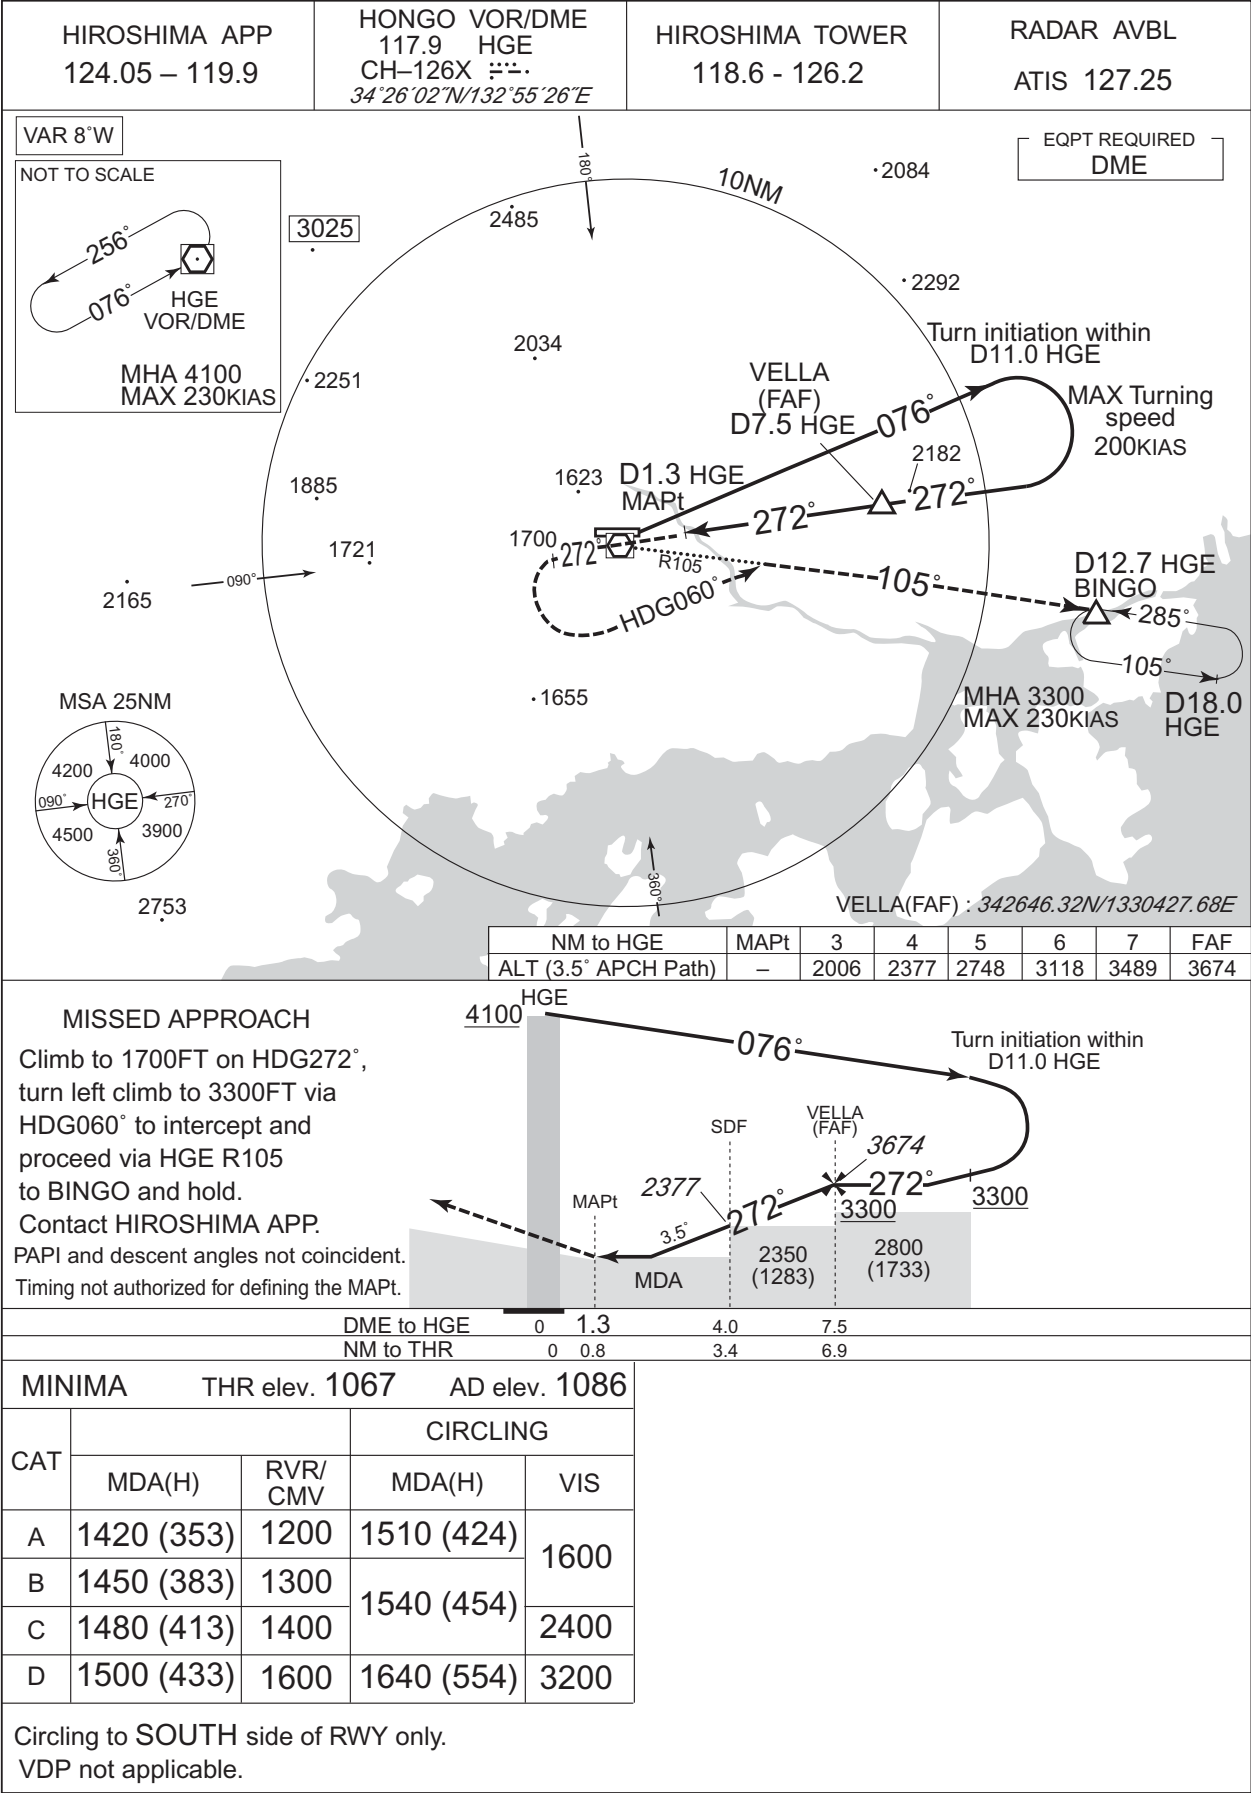 HIROSHIMA APP
124.05 – 119.9
HONGO VOR/DME
117.9 HGE
CH–126X
34°26´02˝N/132°55´26˝E
HIROSHIMA TOWER
118.6 - 126.2
RADAR AVBL
ATIS 127.25
VAR 8°W
EQPT REQUIRED
DME
NOT TO SCALE
256°
076°
HGE
VOR/DME
MHA 4100
MAX 230KIAS
180°
10NM
2084
2485
3025
2292
2034
2251
Turn initiation within
D11.0 HGE
VELLA
(FAF)
D7.5 HGE
076°
MAX Turning
speed
200KIAS
2182
1623
D1.3 HGE
MAPt
272°
272°
1885
1700
272°
1721
R105
105°
HDG060°
090°
2165
D12.7 HGE
BINGO
285°
105°
D18.0
HGE
MHA 3300
MAX 230KIAS
1655
MSA 25NM
180°
4200
4000
090°
HGE
270°
4500
3900
360°
2753
360°
VELLA(FAF) : 342646.32N/1330427.68E
NM to HGE MAPt 3 4 5 6 7 FAF
ALT (3.5° APCH Path) – 2006 2377 2748 3118 3489 3674
MISSED APPROACH
Climb to 1700FT on HDG272°,
turn left climb to 3300FT via
HDG060° to intercept and
proceed via HGE R105
to BINGO and hold.
Contact HIROSHIMA APP.
PAPI and descent angles not coincident.
Timing not authorized for defining the MAPt.
HGE
4100
076°
Turn initiation within
D11.0 HGE
SDF
VELLA
(FAF)
3674
2377
272°
272°
3300
3300
MAPt
3.5°
MDA
2350
(1283)
2800
(1733)
DME to HGE 0 1.3 4.0 7.5
NM to THR 0 0.8 3.4 6.9
MINIMA THR elev. 1067 AD elev. 1086
CAT
CIRCLING
MDA(H) RVR/
CMV MDA(H) VIS
A 1420 (353) 1200 1510 (424) 1600
B 1450 (383) 1300 1540 (454)
C 1480 (413) 1400 2400
D 1500 (433) 1600 1640 (554) 3200
Circling to SOUTH side of RWY only.
VDP not applicable.